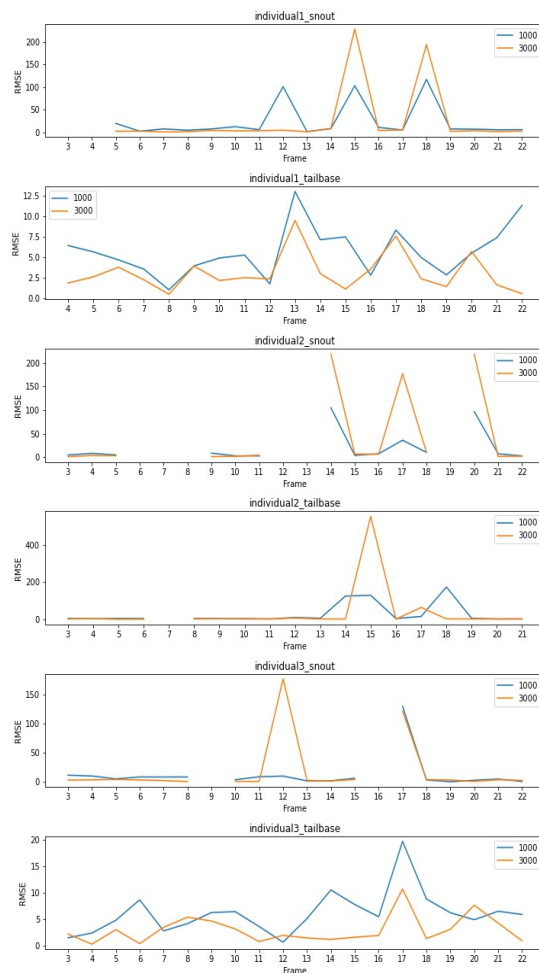 individual1_snout
200
150
100
50
0
RMSE
1000
3000
3 4 5 6 7 8 9 10 11 12 13 14 15 16 17 18 19 20 21 22
Frame
individual1_tailbase
12.5
10.0
7.5
5.0
2.5
0.0
RMSE
1000
3000
4 5 6 7 8 9 10 11 12 13 14 15 16 17 18 19 20 21 22
Frame
individual2_snout
200
150
100
50
0
RMSE
1000
3000
3 4 5 6 7 8 9 10 11 12 13 14 15 16 17 18 19 20 21 22
Frame
individual2_tailbase
400
200
0
RMSE
1000
3000
3 4 5 6 7 8 9 10 11 12 13 14 15 16 17 18 19 20 21
Frame
individual3_snout
150
100
50
0
RMSE
1000
3000
3 4 5 6 7 8 9 10 11 12 13 14 15 16 17 18 19 20 21 22
Frame
individual3_tailbase
20
15
10
5
0
RMSE
1000
3000
3 4 5 6 7 8 9 10 11 12 13 14 15 16 17 18 19 20 21 22
Frame